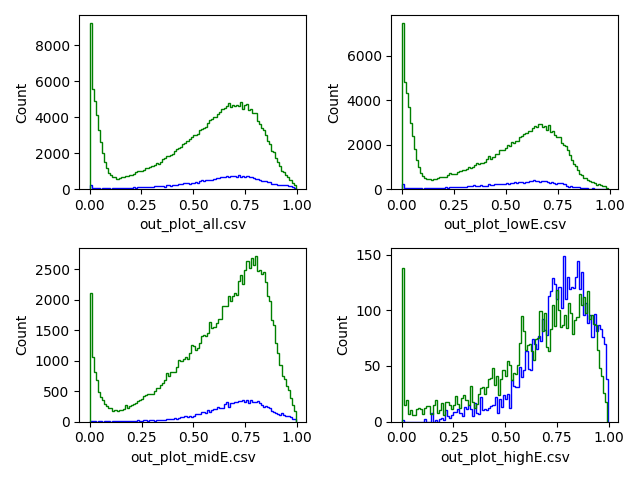 8000
6000
4000
2000
0
Count
0.00 0.25 0.50 0.75 1.00
out_plot_all.csv
6000
4000
2000
0
Count
0.00 0.25 0.50 0.75 1.00
out_plot_lowE.csv
2500
2000
1500
1000
500
0
Count
0.00 0.25 0.50 0.75 1.00
out_plot_midE.csv
150
100
50
0
Count
0.00 0.25 0.50 0.75 1.00
out_plot_highE.csv